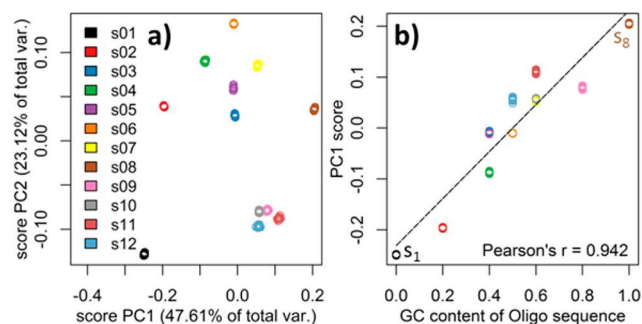 a)
score PC2 (23.12% of total var.)
0.10
0.00
-0.10
s01
s02
s03
s04
s05
s06
s07
s08
s09
s10
s11
s12
-0.4
-0.2
0.0
0.2
score PC1 (47.61% of total var.)
b)
PC1 score
0.2
0.1
0.0
-0.1
-0.2
S8
S1
Pearson's r = 0.942
0.0
0.2
0.4
0.6
0.8
1.0
GC content of Oligo sequence